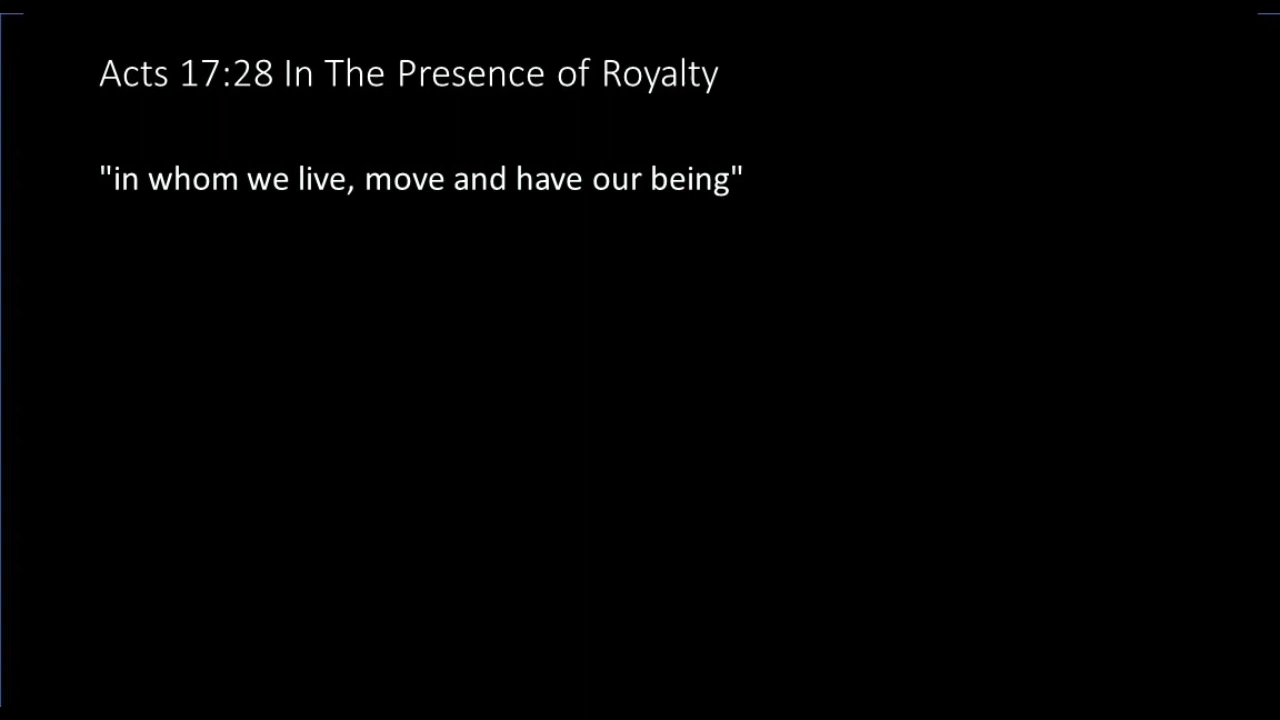 Acts 17:28 In The Presence of Royalty
"in whom we live, move and have our being"